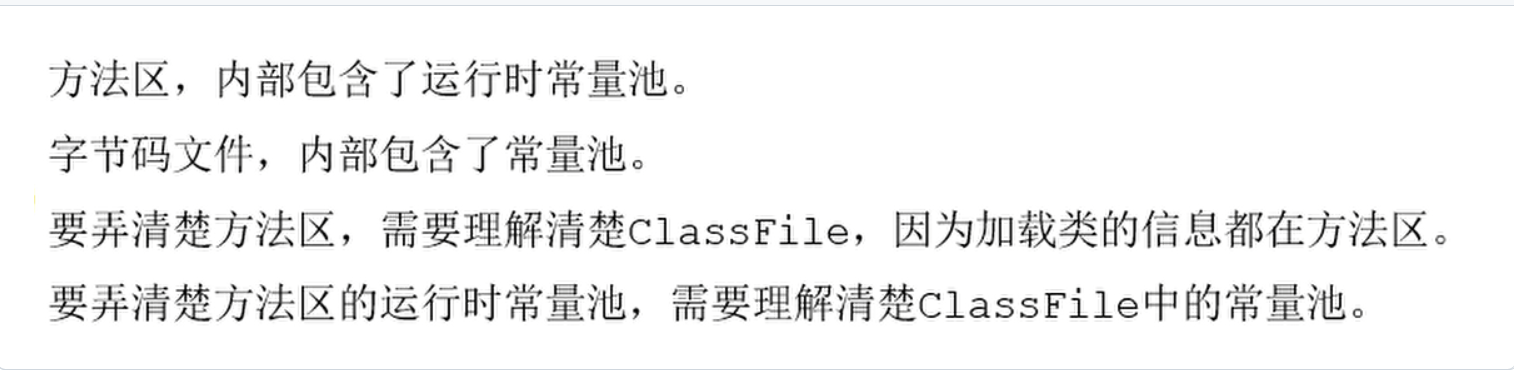 方法区，内部包含了运行时常量池。
字节码文件，内部包含了常量池。
要弄清楚方法区，需要理解清楚ClassFile，因为加载类的信息都在方法区。
要弄清楚方法区的运行时常量池，需要理解清楚ClassFile中的常量池。